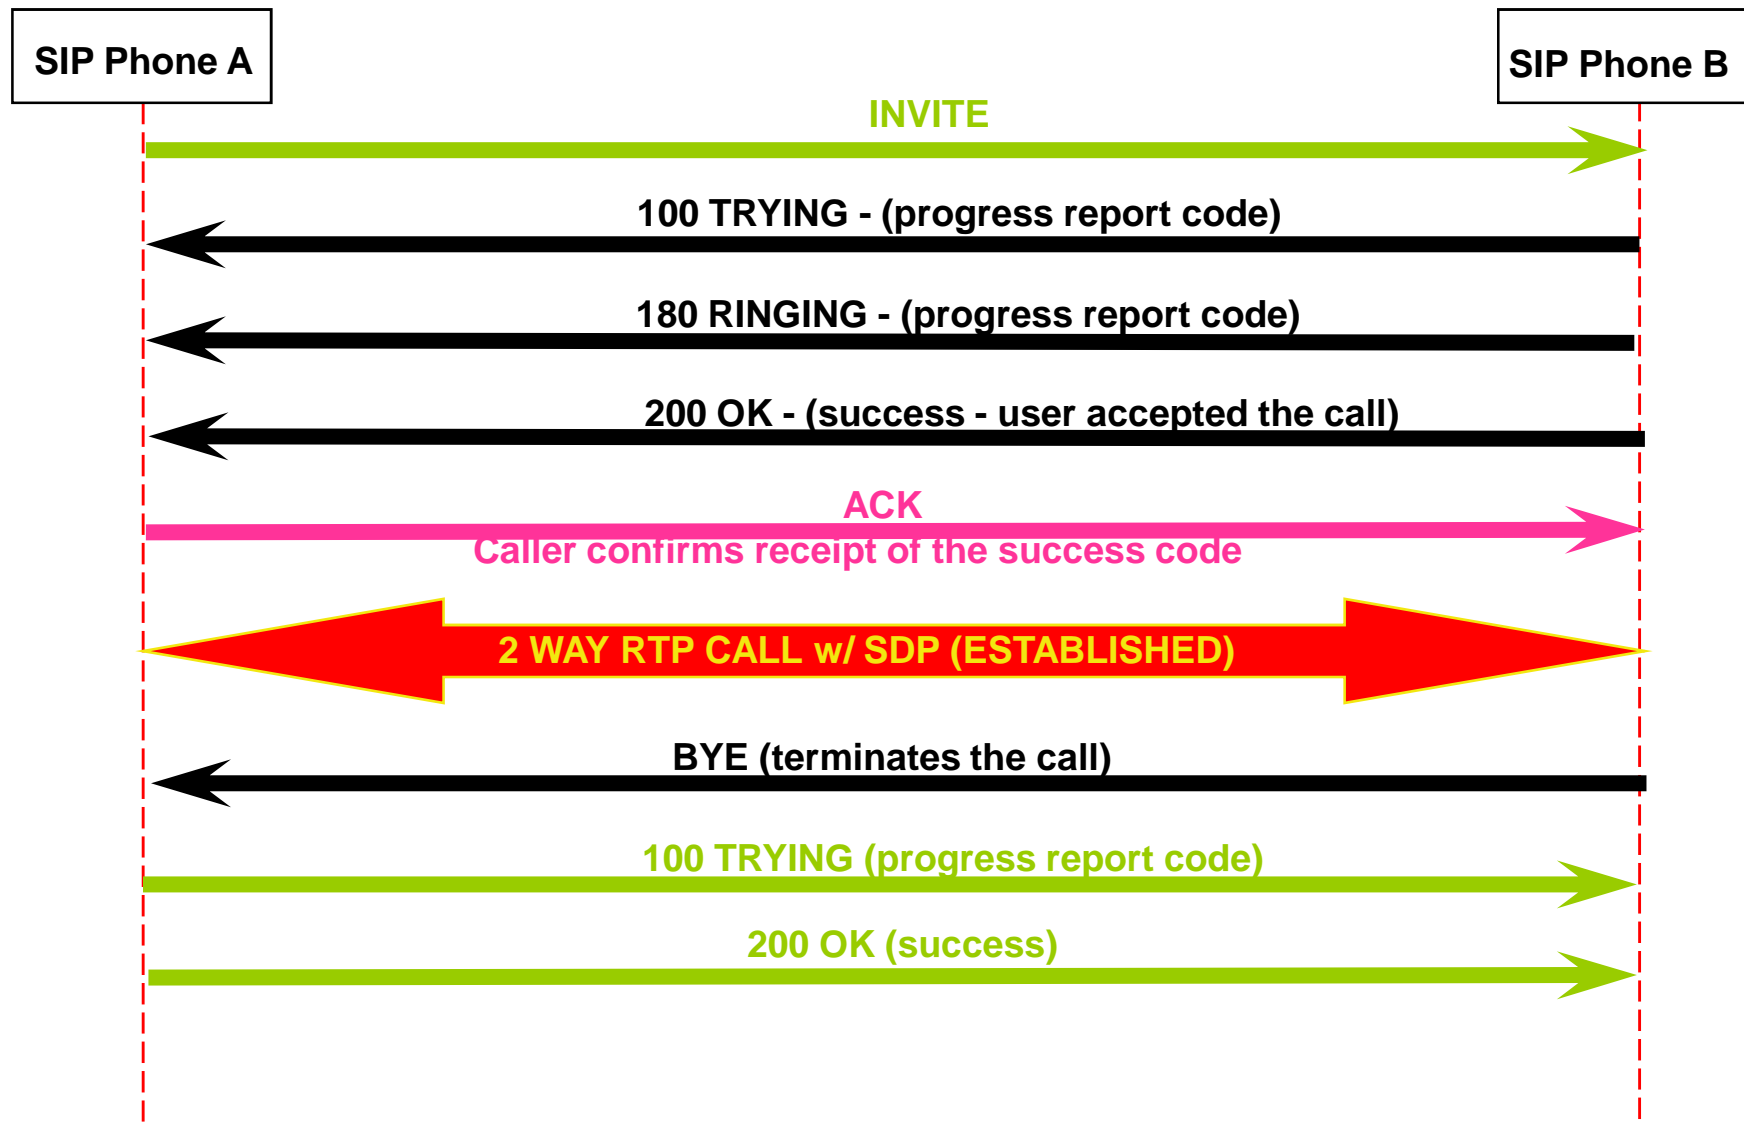 SIP Phone A
SIP Phone B
INVITE
100 TRYING - (progress report code)
180 RINGING - (progress report code)
200 OK - (success - user accepted the call)
ACK
Caller confirms receipt of the success code
2 WAY RTP CALL w/ SDP (ESTABLISHED)
BYE (terminates the call)
100 TRYING (progress report code)
200 OK (success)